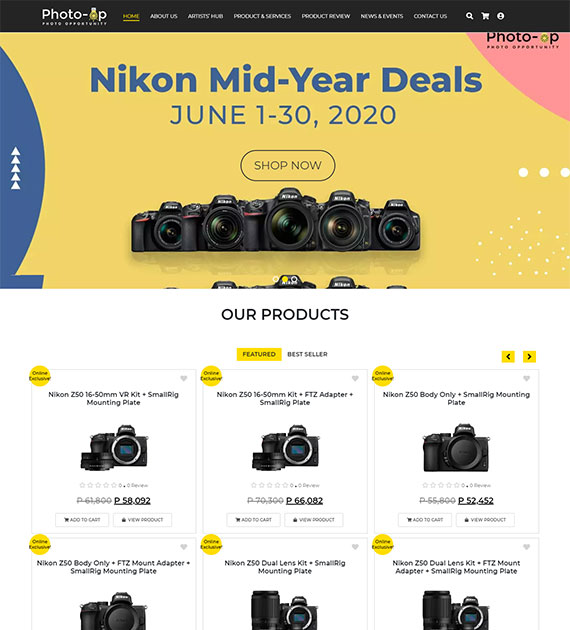 Photo-op
PHOTO OPPORTUNITY
HOME ABOUT US ARTISTS' HUB PRODUCT & SERVICES PRODUCT REVIEW NEWS & EVENTS CONTACT US
Photo-op
PHOTO OPPORTUNITY
Nikon Mid-Year Deals
JUNE 1-30, 2020
SHOP NOW
Nikon Nikon Nikon Nikon Nikon
OUR PRODUCTS
FEATURED BEST SELLER
Online
Exclusive!
Nikon Z50 16-50mm VR Kit + SmallRig
Mounting Plate
0 • 0 Review
P 61,800 P 58,092
ADD TO CART VIEW PRODUCT
Online
Exclusive!
Nikon Z50 16-50mm Kit + FTZ Adapter +
SmallRig Mounting Plate
0 • 0 Review
P 70,300 P 66,082
ADD TO CART VIEW PRODUCT
Online
Exclusive!
Nikon Z50 Body Only + SmallRig Mounting
Plate
0 • 0 Review
P 55,800 P 52,452
ADD TO CART VIEW PRODUCT
Online
Exclusive!
Nikon Z50 Body Only + FTZ Mount Adapter +
SmallRig Mounting Plate
Online
Exclusive!
Nikon Z50 Dual Lens Kit + SmallRig
Mounting Plate
Online
Exclusive!
Nikon Z50 Dual Lens Kit + FTZ Mount
Adapter + SmallRig Mounting Plate